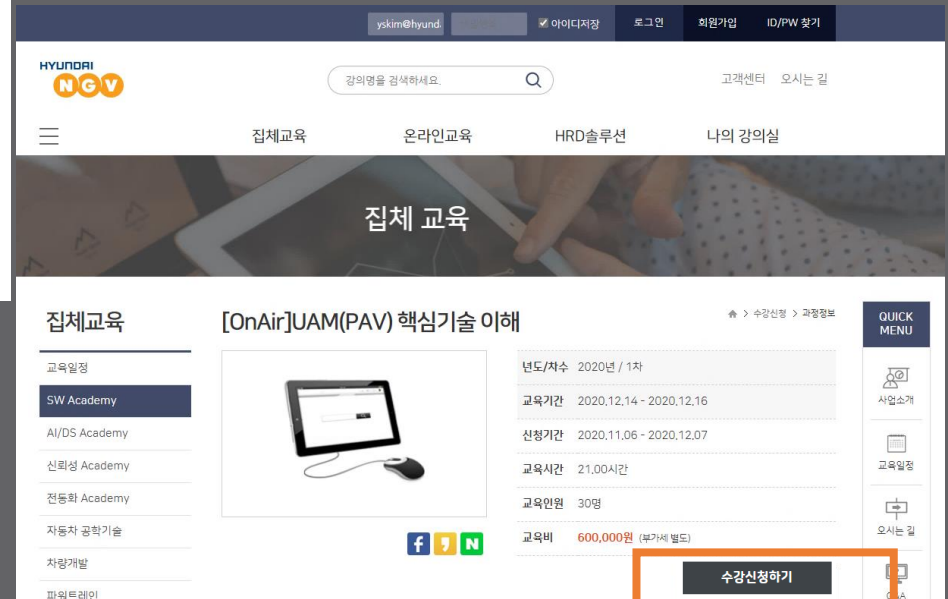 yskim@hyund.
아이디저장
로그인
회원가입
ID/PW 찾기
HYUNDAI
NGV
강의명을 검색하세요.
고객센터
오시는 길
집체교육
온라인교육
HRD솔루션
나의 강의실
집체 교육
집체교육
[OnAir]UAM(PAV) 핵심기술 이해
> 수강신청 > 과정정보
QUICK
MENU
교육일정
SW Academy
AI/DS Academy
신뢰성 Academy
전동화 Academy
자동차 공학기술
차량개발
파워트레인
년도/차수 2020년 / 1차
교육기간 2020.12.14 - 2020.12.16
신청기간 2020.11.06 - 2020.12.07
교육시간 21.00시간
교육인원 30명
교육비 600,000원 (부가세 별도)
수강신청하기
사업소개
교육일정
오시는 길